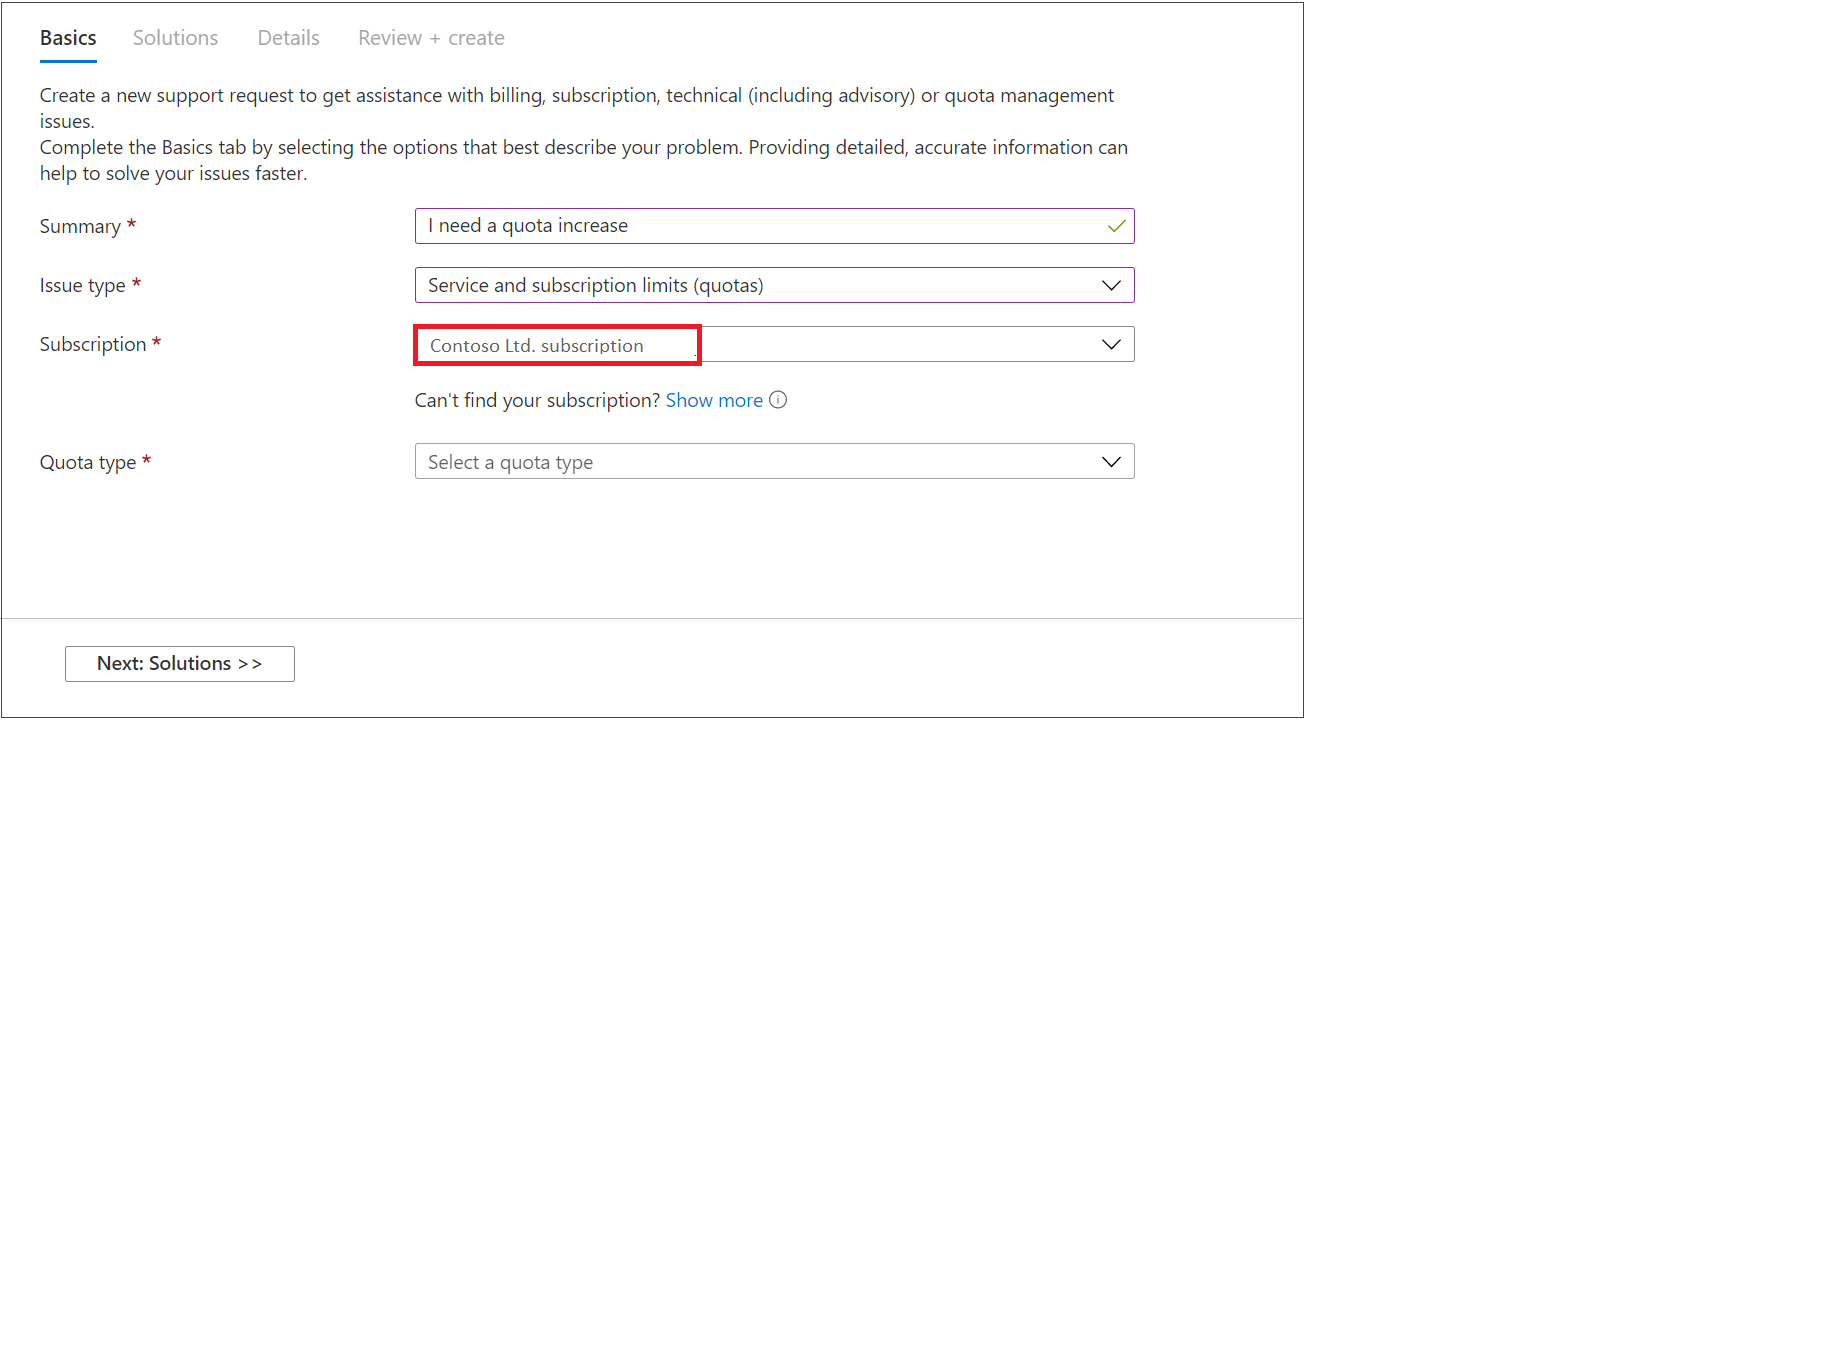 Basics Solutions Details Review + create
Create a new support request to get assistance with billing, subscription, technical (including advisory) or quota management
issues.
Complete the Basics tab by selecting the options that best describe your problem. Providing detailed, accurate information can
help to solve your issues faster.
Summary * I need a quota increase
Issue type * Service and subscription limits (quotas)
Subscription * Contoso Ltd. subscription
Can't find your subscription? Show more
Quota type * Select a quota type
Next: Solutions >>